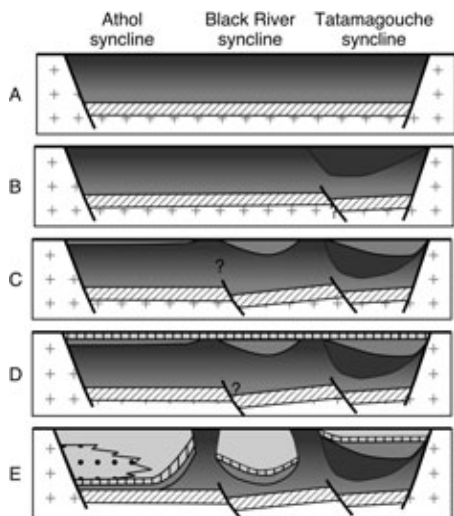 Athol syncline
Black River syncline
Tatamagouche syncline
A
B
C
?
D
?
E